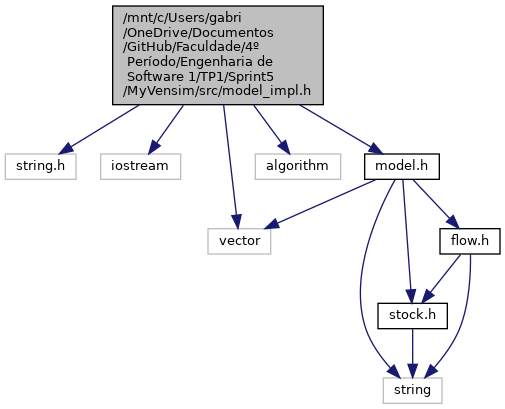 /mnt/c/Users/gabri
/OneDrive/Documentos
/GitHub/Faculdade/4º
Período/Engenharia de
Software 1/TP1/Sprint5
/MyVensim/src/model_impl.h
string.h
iostream
algorithm
model.h
vector
flow.h
stock.h
string